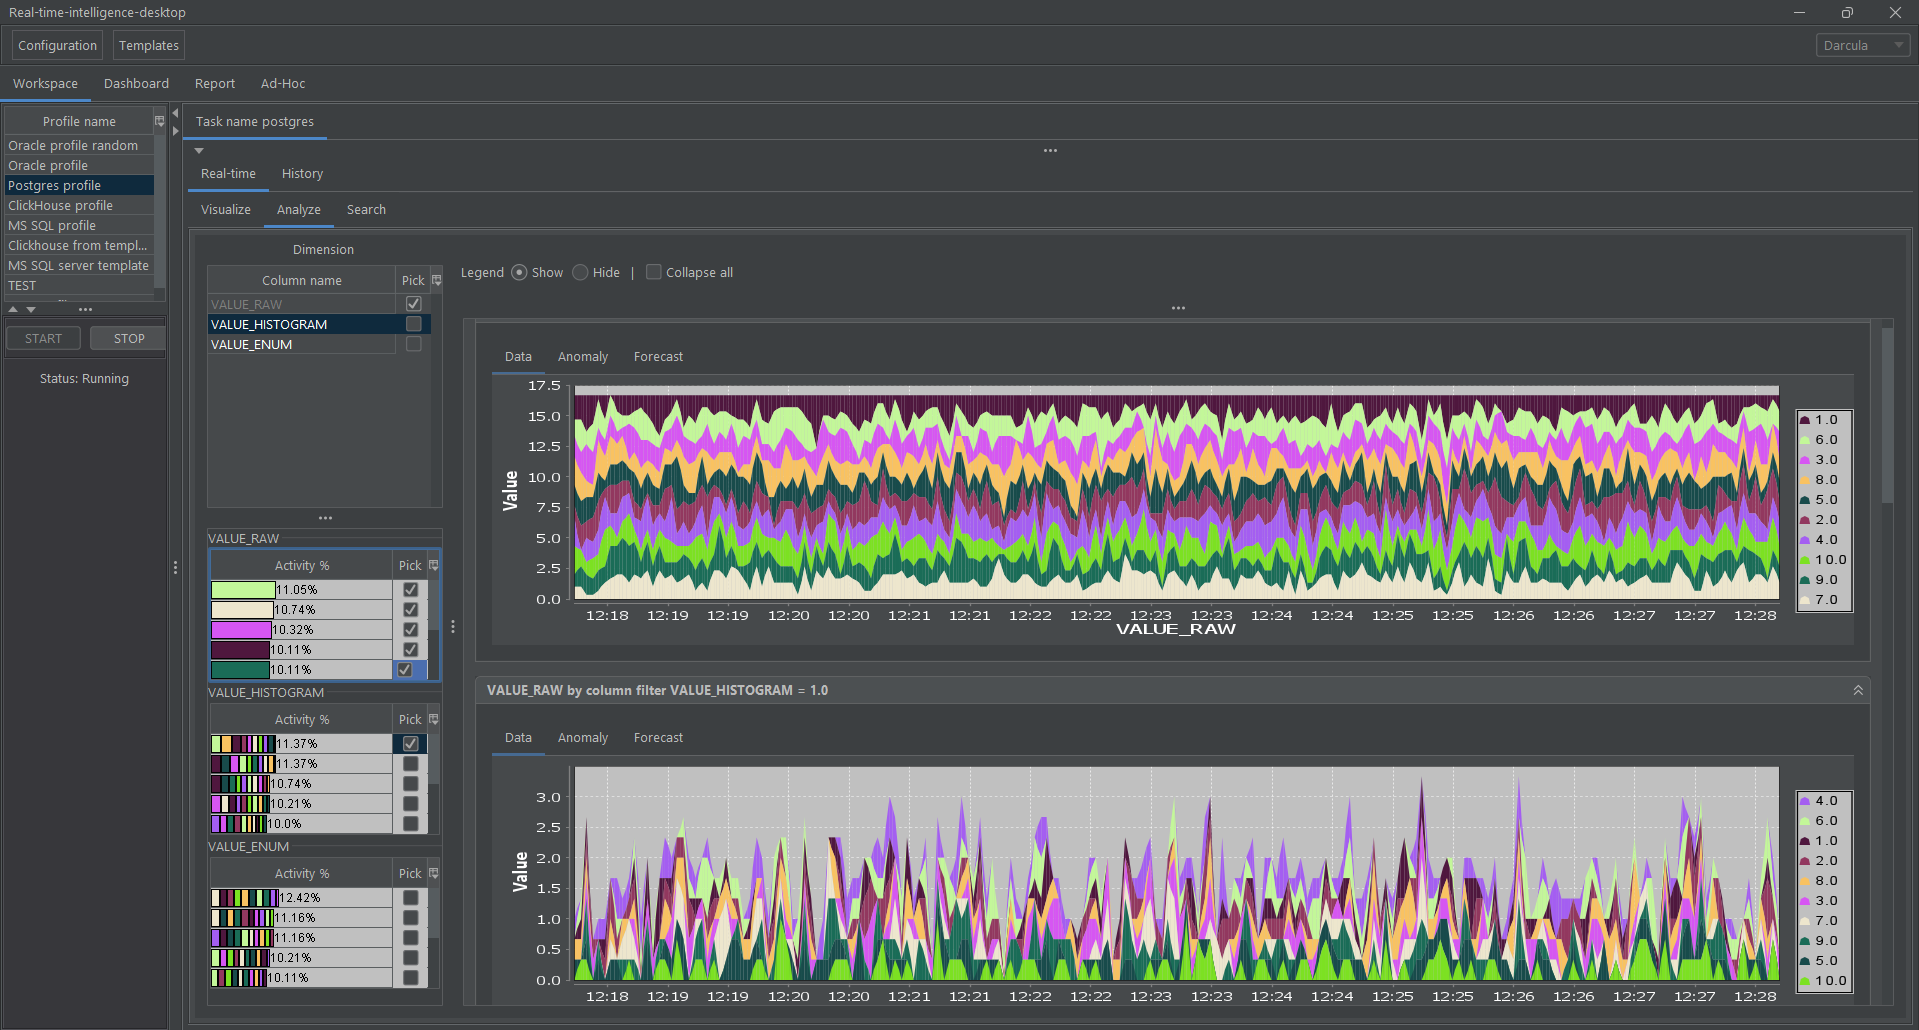 Real-time-intelligence-desktop
Configuration Templates Darcula
Workspace Dashboard Report Ad-Hoc
Profile name
Oracle profile random
Oracle profile
Postgres profile
ClickHouse profile
MS SQL profile
Clickhouse from templ...
MS SQL server template
TEST
START STOP
Status: Running
Task name postgres
Real-time History
Visualize Analyze Search
Dimension
Column name Pick
VALUE_RAW
VALUE_HISTOGRAM
VALUE_ENUM
VALUE_RAW
Activity % Pick
11.05%
10.74%
10.32%
10.11%
10.11%
VALUE_HISTOGRAM
Activity % Pick
11.37%
11.37%
10.74%
10.21%
10.0%
VALUE_ENUM
Activity % Pick
12.42%
11.16%
11.16%
10.21%
10.11%
Legend Show Hide | Collapse all
Data Anomaly Forecast
Value
17.5
15.0
12.5
10.0
7.5
5.0
2.5
0.0
12:18 12:19 12:19 12:20 12:20 12:21 12:21 12:22 12:22 12:23 12:23 12:24 12:24 12:25 12:25 12:26 12:26 12:27 12:27 12:28
VALUE_RAW
1.0
6.0
3.0
8.0
5.0
2.0
4.0
10.0
9.0
7.0
VALUE_RAW by column filter VALUE_HISTOGRAM = 1.0
Data Anomaly Forecast
Value
3.0
2.5
2.0
1.5
1.0
0.5
0.0
12:18 12:19 12:19 12:20 12:20 12:21 12:21 12:22 12:22 12:23 12:23 12:24 12:24 12:25 12:25 12:26 12:26 12:27 12:27 12:28
4.0
6.0
1.0
2.0
8.0
3.0
7.0
9.0
5.0
10.0